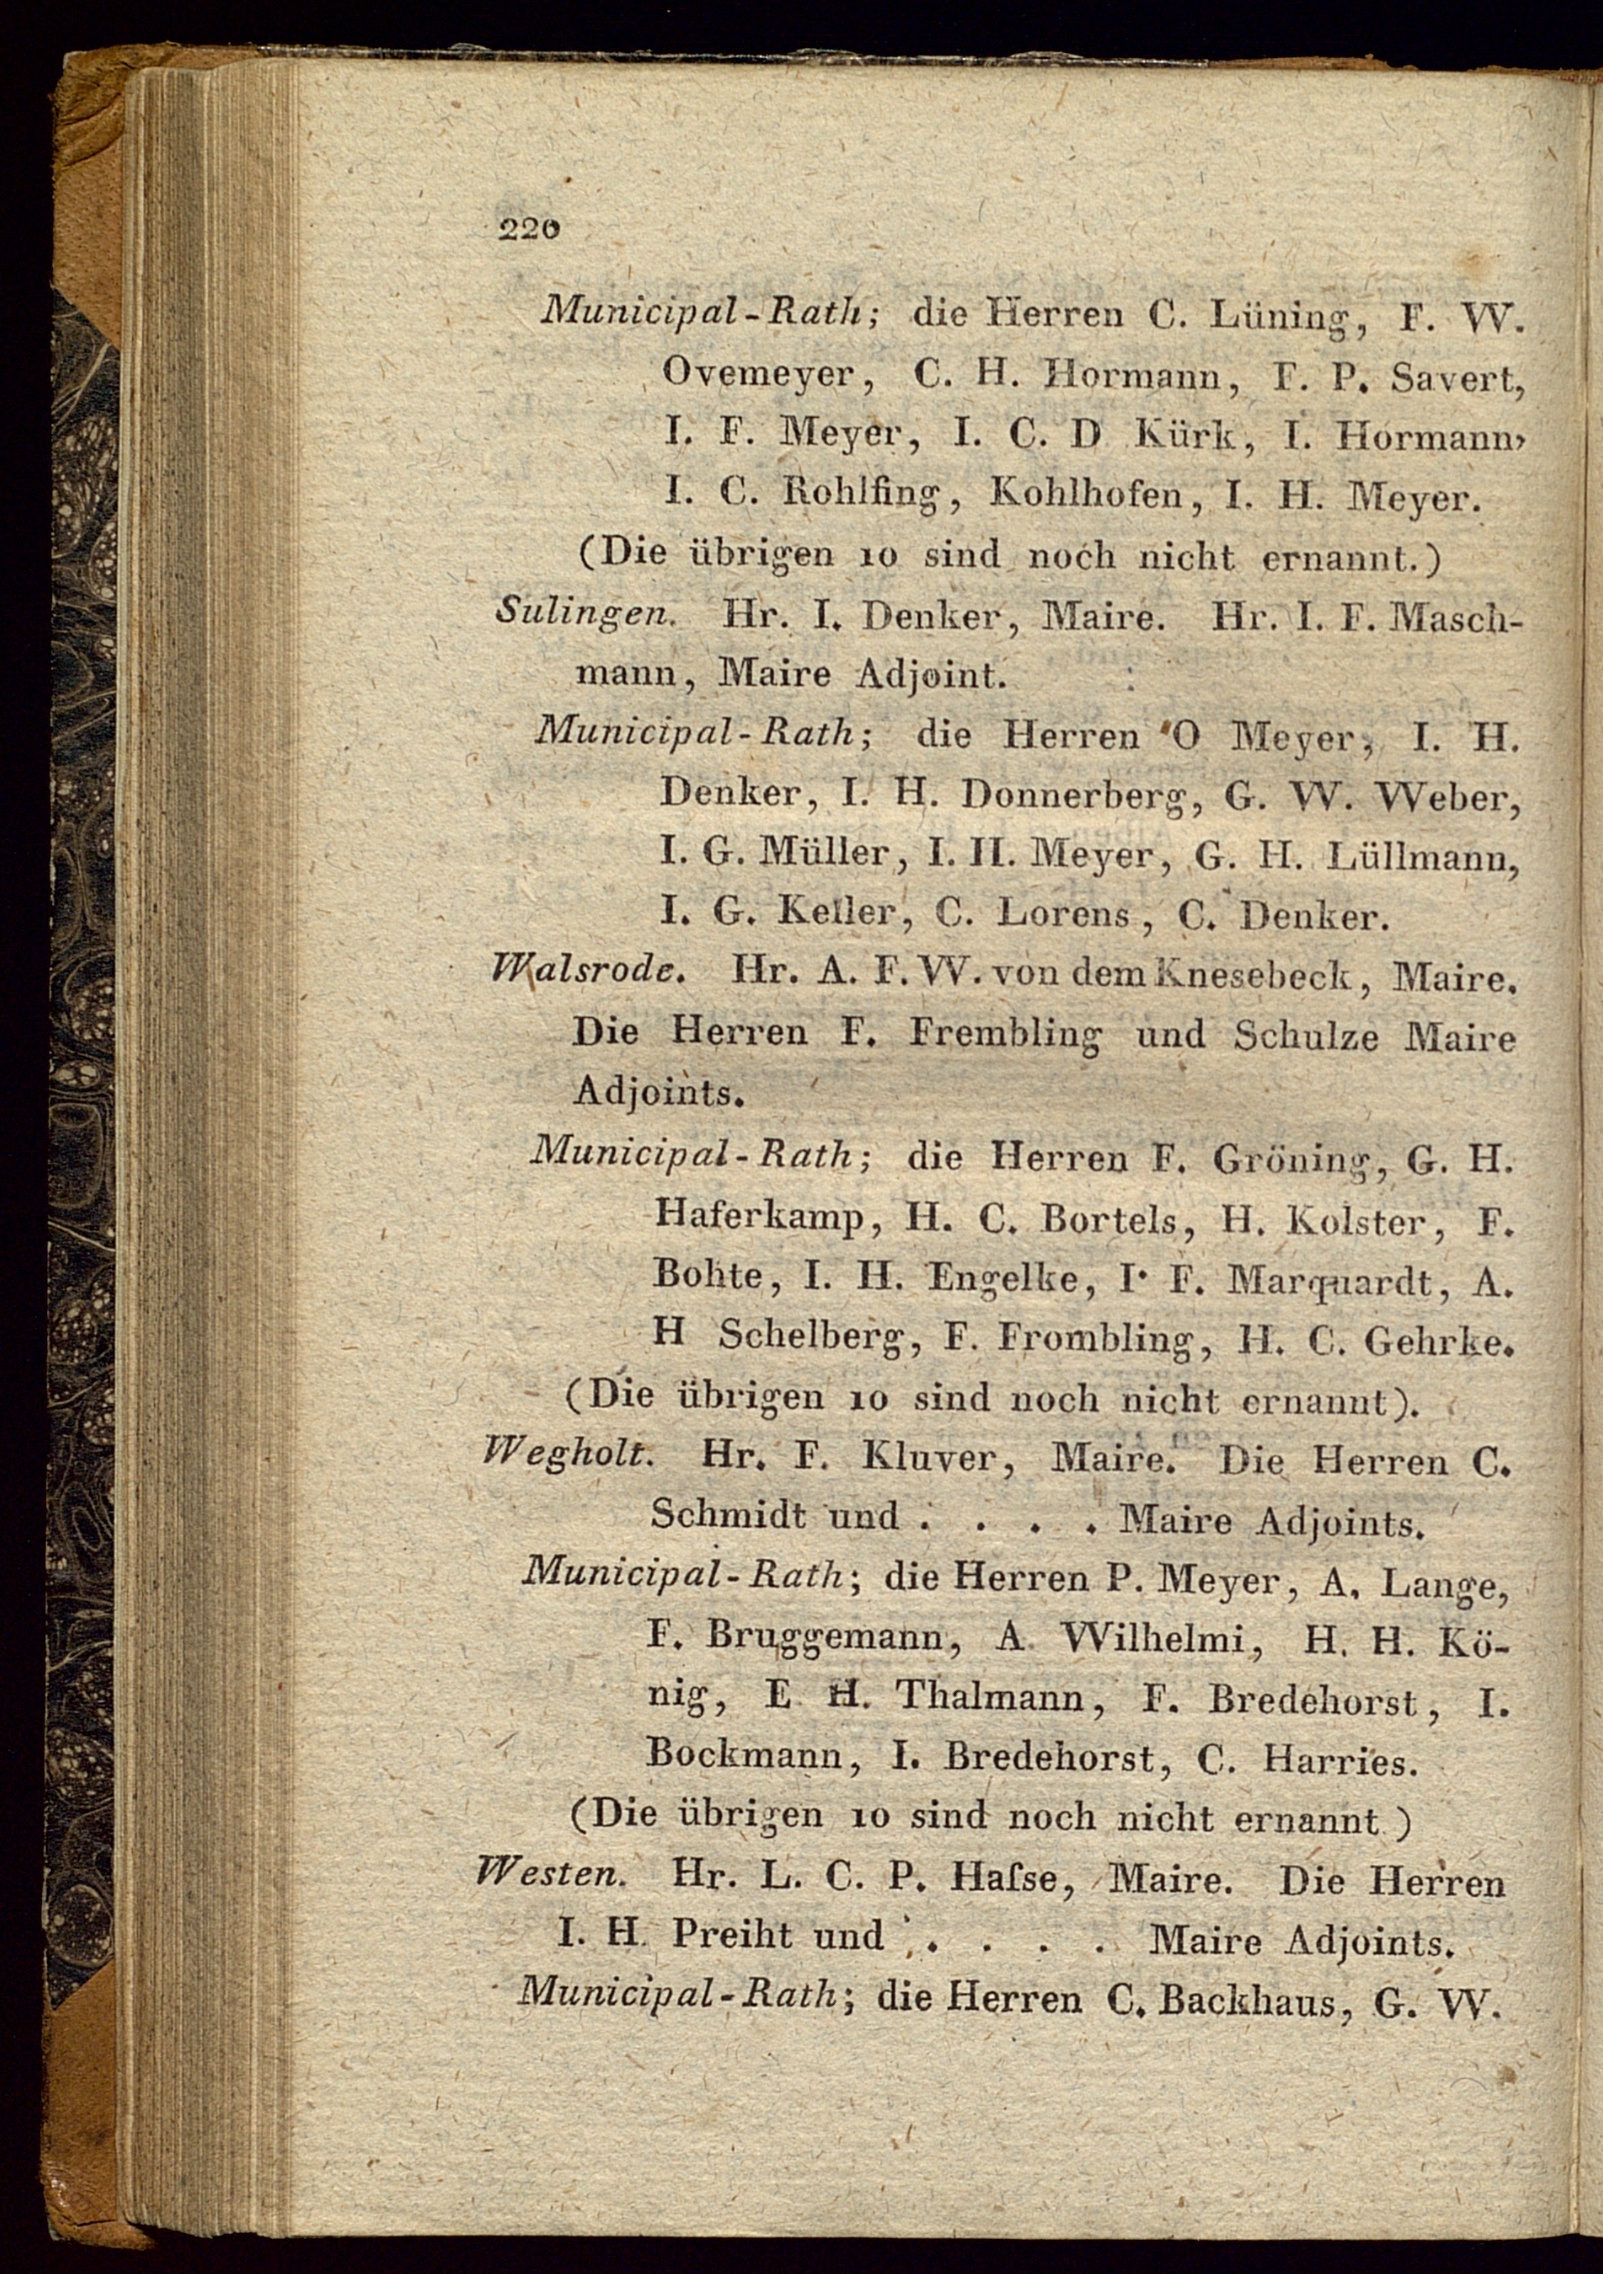 220
Municipal-Rath; die Herren C. Lüning, F. W.
Ovemeyer, C. H. Hormann, F. P. Savert,
I. F. Meyer, I. C. D Kürk, I. Hormann,
I. C. Rohlfing, Kohlhofen, I. H. Meyer.
(Die übrigen 10 sind noch nicht ernannt.)
Sulingen. Hr. I. Denker, Maire. Hr. I. F. Masch-
mann, Maire Adjoint.
Municipal-Rath; die Herren O Meyer, I. H.
Denker, I. H. Donnerberg, G. W. Weber,
I. G. Müller, I. H. Meyer, G. H. Lüllmann,
I. G. Keller, C. Lorens, C. Denker.
Walsrode. Hr. A. F. W. von dem Knesebeck, Maire.
Die Herren F. Frembling und Schulze Maire
Adjoints.
Municipal-Rath; die Herren F. Gröning, G. H.
Haferkamp, H. C. Bortels, H. Kolster, F.
Bohte, I. H. Engelke, I· F. Marquardt, A.
H Schelberg, F. Frombling, H. C. Gehrke.
(Die übrigen 10 sind noch nicht ernannt).
Wegholt. Hr. F. Kluver, Maire. Die Herren C.
Schmidt und . . . . Maire Adjoints.
Municipal-Rath; die Herren P. Meyer, A. Lange,
F. Bruggemann, A. Wilhelmi, H. H. Kö-
nig, E H. Thalmann, F. Bredehorst, I.
Bockmann, I. Bredehorst, C. Harries.
(Die übrigen 10 sind noch nicht ernannt.)
Westen. Hr. L. C. P. Haſse, Maire. Die Herren
I. H. Preiht und . . . . Maire Adjoints.
Municipal-Rath; die Herren C. Backhaus, G. W.